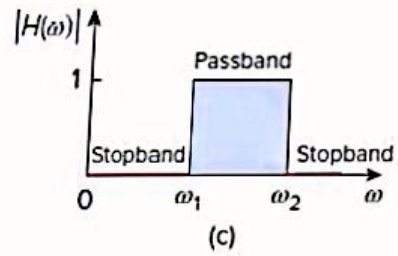 |H(ω)|
Passband
1
Stopband Stopband
0 ω₁ ω₂ ω
(c)